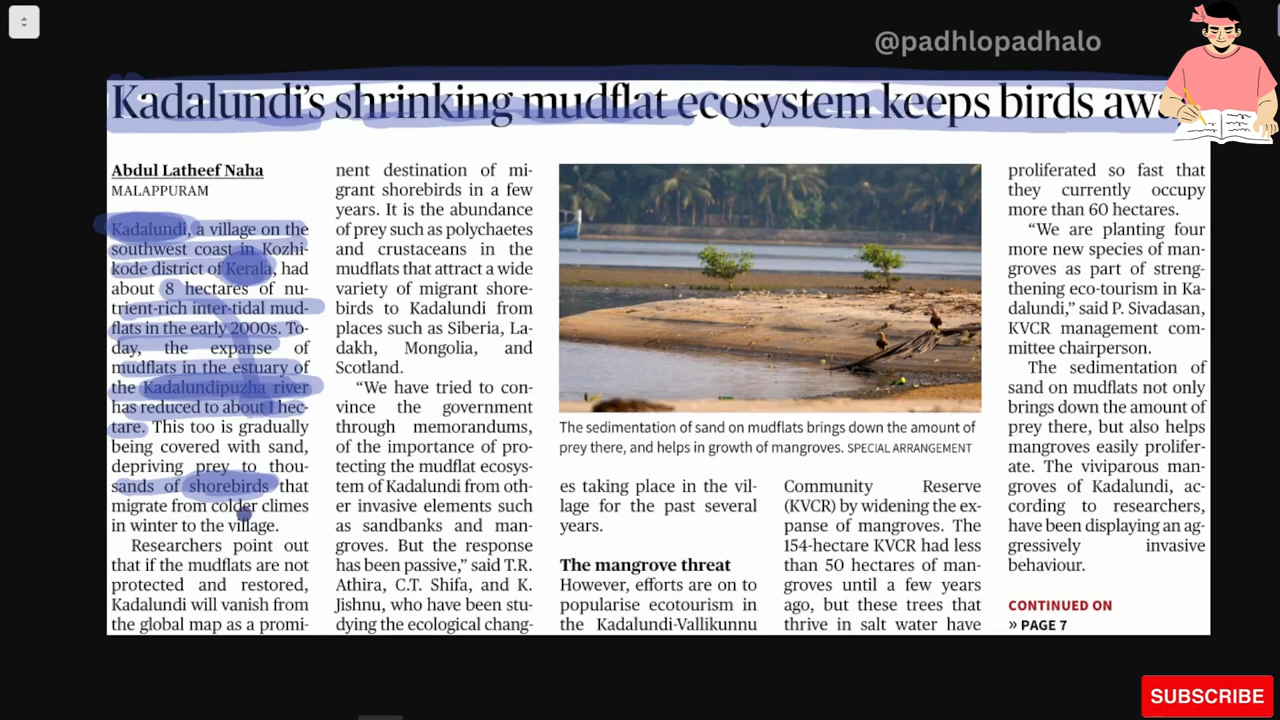 @padhlopadhalo
Kadalundi's shrinking mudflat ecosystem keeps birds
Abdul Latheef Naha
MALAPPURAM
Kadalundi, a village on the
southwest coast in Kozhi-
kode district of Kerala, had
about 8 hectares of nu-
trient-rich inter-tidal mud-
flats in the early 2000s. To-
day, the expanse of
mudflats in the estuary of
the Kadalundipuzha river
has reduced to about 1 hec-
tare. This too is gradually
being covered with sand,
depriving prey to thou-
sands of shorebirds that
migrate from colder climes
in winter to the village.
Researchers point out
that if the mudflats are not
protected and restored,
Kadalundi will vanish from
the global map as a promi-
nent destination of mi-
grant shorebirds in a few
years. It is the abundance
of prey such as polychaetes
and crustaceans in the
mudflats that attract a wide
variety of migrant shore-
birds to Kadalundi from
places such as Siberia, La-
dakh, Mongolia, and
Scotland.
“We have tried to con-
vince the government
through memorandums,
of the importance of pro-
tecting the mudflat ecosys-
tem of Kadalundi from oth-
er invasive elements such
as sandbanks and man-
groves. But the response
has been passive,” said T.R.
Athira, C.T. Shifa, and K.
Jishnu, who have been stu-
dying the ecological chang-
The sedimentation of sand on mudflats brings down the amount of
prey there, and helps in growth of mangroves. SPECIAL ARRANGEMENT
es taking place in the vil-
lage for the past several
years.
The mangrove threat
However, efforts are on to
popularise ecotourism in
the Kadalundi-Vallikunnu
Community Reserve
(KVCR) by widening the ex-
panse of mangroves. The
154-hectare KVCR had less
than 50 hectares of man-
groves until a few years
ago, but these trees that
thrive in salt water have
proliferated so fast that
they currently occupy
more than 60 hectares.
“We are planting four
more new species of man-
groves as part of streng-
thening eco-tourism in Ka-
dalundi,” said P. Sivadasan,
KVCR management com-
mittee chairperson.
The sedimentation of
sand on mudflats not only
brings down the amount of
prey there, but also helps
mangroves easily prolifer-
ate. The viviparous man-
groves of Kadalundi, ac-
cording to researchers,
have been displaying an ag-
gressively invasive
behaviour.
CONTINUED ON
» PAGE 7
SUBSCRIBE